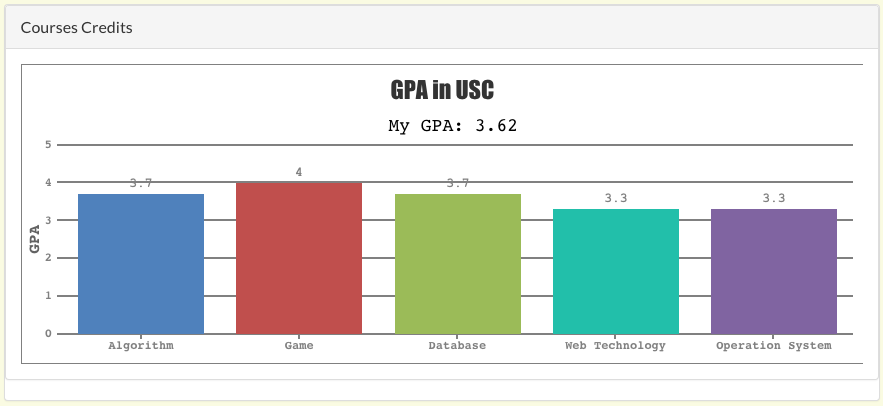 Courses Credits
GPA in USC
My GPA: 3.62
5
4
3
2
1
0
GPA
3.7
4
3.7
3.3
3.3
Algorithm
Game
Database
Web Technology
Operation System